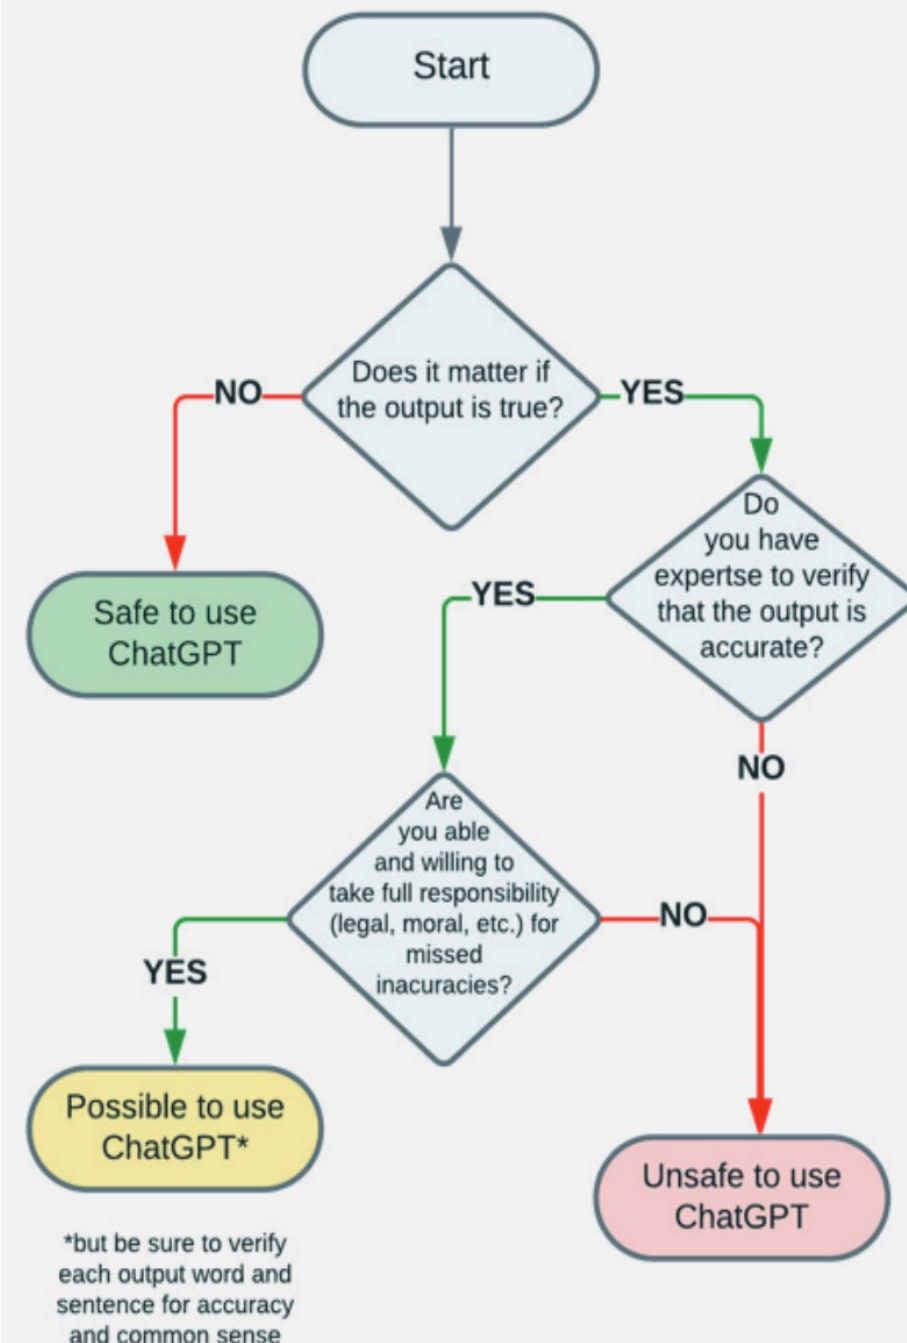 Start
Does it matter if
the output is true?
NO
YES
Do
you have
expertse to verify
that the output is
accurate?
YES
Safe to use
ChatGPT
NO
Are
you able
and willing to
take full responsibility
(legal, moral, etc.) for
missed
inacuracies?
NO
YES
Possible to use
ChatGPT*
Unsafe to use
ChatGPT
*but be sure to verify
each output word and
sentence for accuracy
and common sense